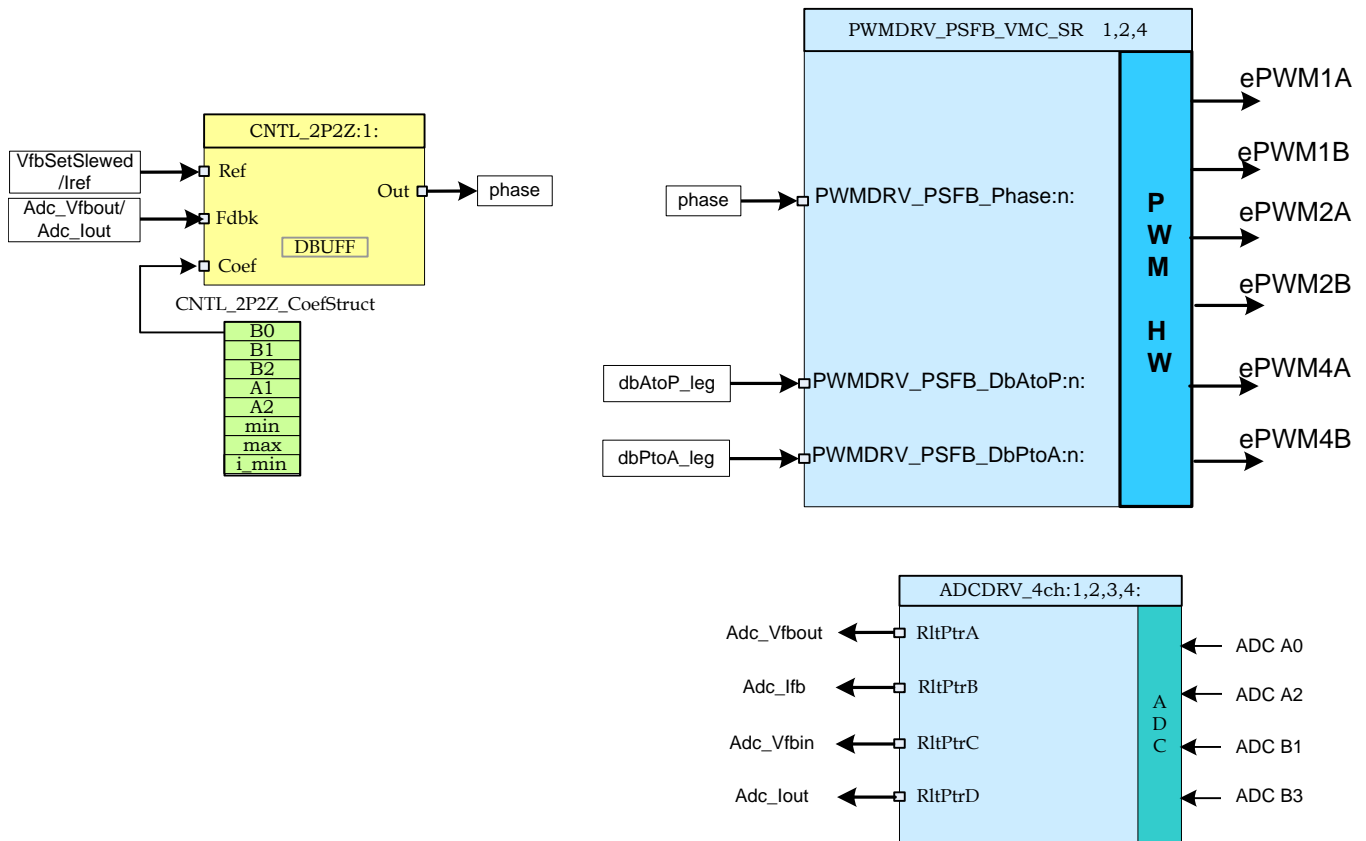 CNTL_2P2Z:1:
VfbSetSlewed
/Iref
Adc_Vfbout/
Adc_Iout
Ref
Fdbk
Coef
DBUFF
Out
phase
CNTL_2P2Z_CoefStruct
B0
B1
B2
A1
A2
min
max
i_min
PWMDRV_PSFB_VMC_SR 1,2,4
phase
PWMDRV_PSFB_Phase:n:
dbAtoP_leg
PWMDRV_PSFB_DbAtoP:n:
dbPtoA_leg
PWMDRV_PSFB_DbPtoA:n:
P
W
M
H
W
ePWM1A
ePWM1B
ePWM2A
ePWM2B
ePWM4A
ePWM4B
ADCDRV_4ch:1,2,3,4:
Adc_Vfbout
RltPtrA
Adc_Ifb
RltPtrB
Adc_Vfbin
RltPtrC
Adc_Iout
RltPtrD
A
D
C
ADC A0
ADC A2
ADC B1
ADC B3